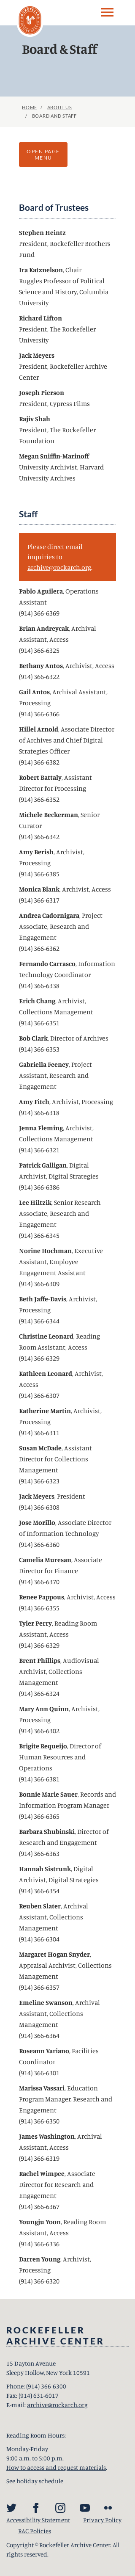 Board & Staff
HOME / ABOUT US
/ BOARD AND STAFF
OPEN PAGE
MENU
Board of Trustees
Stephen Heintz
President, Rockefeller Brothers
Fund
Ira Katznelson, Chair
Ruggles Professor of Political
Science and History, Columbia
University
Richard Lifton
President, The Rockefeller
University
Jack Meyers
President, Rockefeller Archive
Center
Joseph Pierson
President, Cypress Films
Rajiv Shah
President, The Rockefeller
Foundation
Megan Sniffin-Marinoff
University Archivist, Harvard
University Archives
Staff
Please direct email
inquiries to
archive@rockarch.org.
Pablo Aguilera, Operations
Assistant
(914) 366-6369
Brian Andreycak, Archival
Assistant, Access
(914) 366-6325
Bethany Antos, Archivist, Access
(914) 366-6322
Gail Antos, Archival Assistant,
Processing
(914) 366-6366
Hillel Arnold, Associate Director
of Archives and Chief Digital
Strategies Officer
(914) 366-6382
Robert Battaly, Assistant
Director for Processing
(914) 366-6352
Michele Beckerman, Senior
Curator
(914) 366-6342
Amy Berish, Archivist,
Processing
(914) 366-6385
Monica Blank, Archivist, Access
(914) 366-6317
Andrea Cadornigara, Project
Associate, Research and
Engagement
(914) 366-6362
Fernando Carrasco, Information
Technology Coordinator
(914) 366-6338
Erich Chang, Archivist,
Collections Management
(914) 366-6351
Bob Clark, Director of Archives
(914) 366-6353
Gabriella Feeney, Project
Assistant, Research and
Engagement
Amy Fitch, Archivist, Processing
(914) 366-6318
Jenna Fleming, Archivist,
Collections Management
(914) 366-6321
Patrick Galligan, Digital
Archivist, Digital Strategies
(914) 366-6386
Lee Hiltzik, Senior Research
Associate, Research and
Engagement
(914) 366-6345
Norine Hochman, Executive
Assistant, Employee
Engagement Assistant
(914) 366-6309
Beth Jaffe-Davis, Archivist,
Processing
(914) 366-6344
Christine Leonard, Reading
Room Assistant, Access
(914) 366-6329
Kathleen Leonard, Archivist,
Access
(914) 366-6307
Katherine Martin, Archivist,
Processing
(914) 366-6311
Susan McDade, Assistant
Director for Collections
Management
(914) 366-6323
Jack Meyers, President
(914) 366-6308
Jose Morillo, Associate Director
of Information Technology
(914) 366-6360
Camelia Muresan, Associate
Director for Finance
(914) 366-6370
Renee Pappous, Archivist, Access
(914) 366-6355
Tyler Perry, Reading Room
Assistant, Access
(914) 366-6329
Brent Phillips, Audiovisual
Archivist, Collections
Management
(914) 366-6324
Mary Ann Quinn, Archivist,
Processing
(914) 366-6302
Brigite Requeijo, Director of
Human Resources and
Operations
(914) 366-6381
Bonnie Marie Sauer, Records and
Information Program Manager
(914) 366-6365
Barbara Shubinski, Director of
Research and Engagement
(914) 366-6363
Hannah Sistrunk, Digital
Archivist, Digital Strategies
(914) 366-6354
Reuben Slater, Archival
Assistant, Collections
Management
(914) 366-6304
Margaret Hogan Snyder,
Appraisal Archivist, Collections
Management
(914) 366-6357
Emeline Swanson, Archival
Assistant, Collections
Management
(914) 366-6364
Roseann Variano, Facilities
Coordinator
(914) 366-6301
Marissa Vassari, Education
Program Manager, Research and
Engagement
(914) 366-6350
James Washington, Archival
Assistant, Access
(914) 366-6319
Rachel Wimpee, Associate
Director for Research and
Engagement
(914) 366-6367
Youngju Yoon, Reading Room
Assistant, Access
(914) 366-6336
Darren Young, Archivist,
Processing
(914) 366-6320
ROCKEFELLER
ARCHIVE CENTER
15 Dayton Avenue
Sleepy Hollow, New York 10591
Phone: (914) 366-6300
Fax: (914) 631-6017
E-mail: archive@rockarch.org
Reading Room Hours:
Monday-Friday
9:00 a.m. to 5:00 p.m.
How to access and request materials.
See holiday schedule
Accessibility Statement Privacy Policy
RAC Policies
Copyright © Rockefeller Archive Center. All
rights reserved.